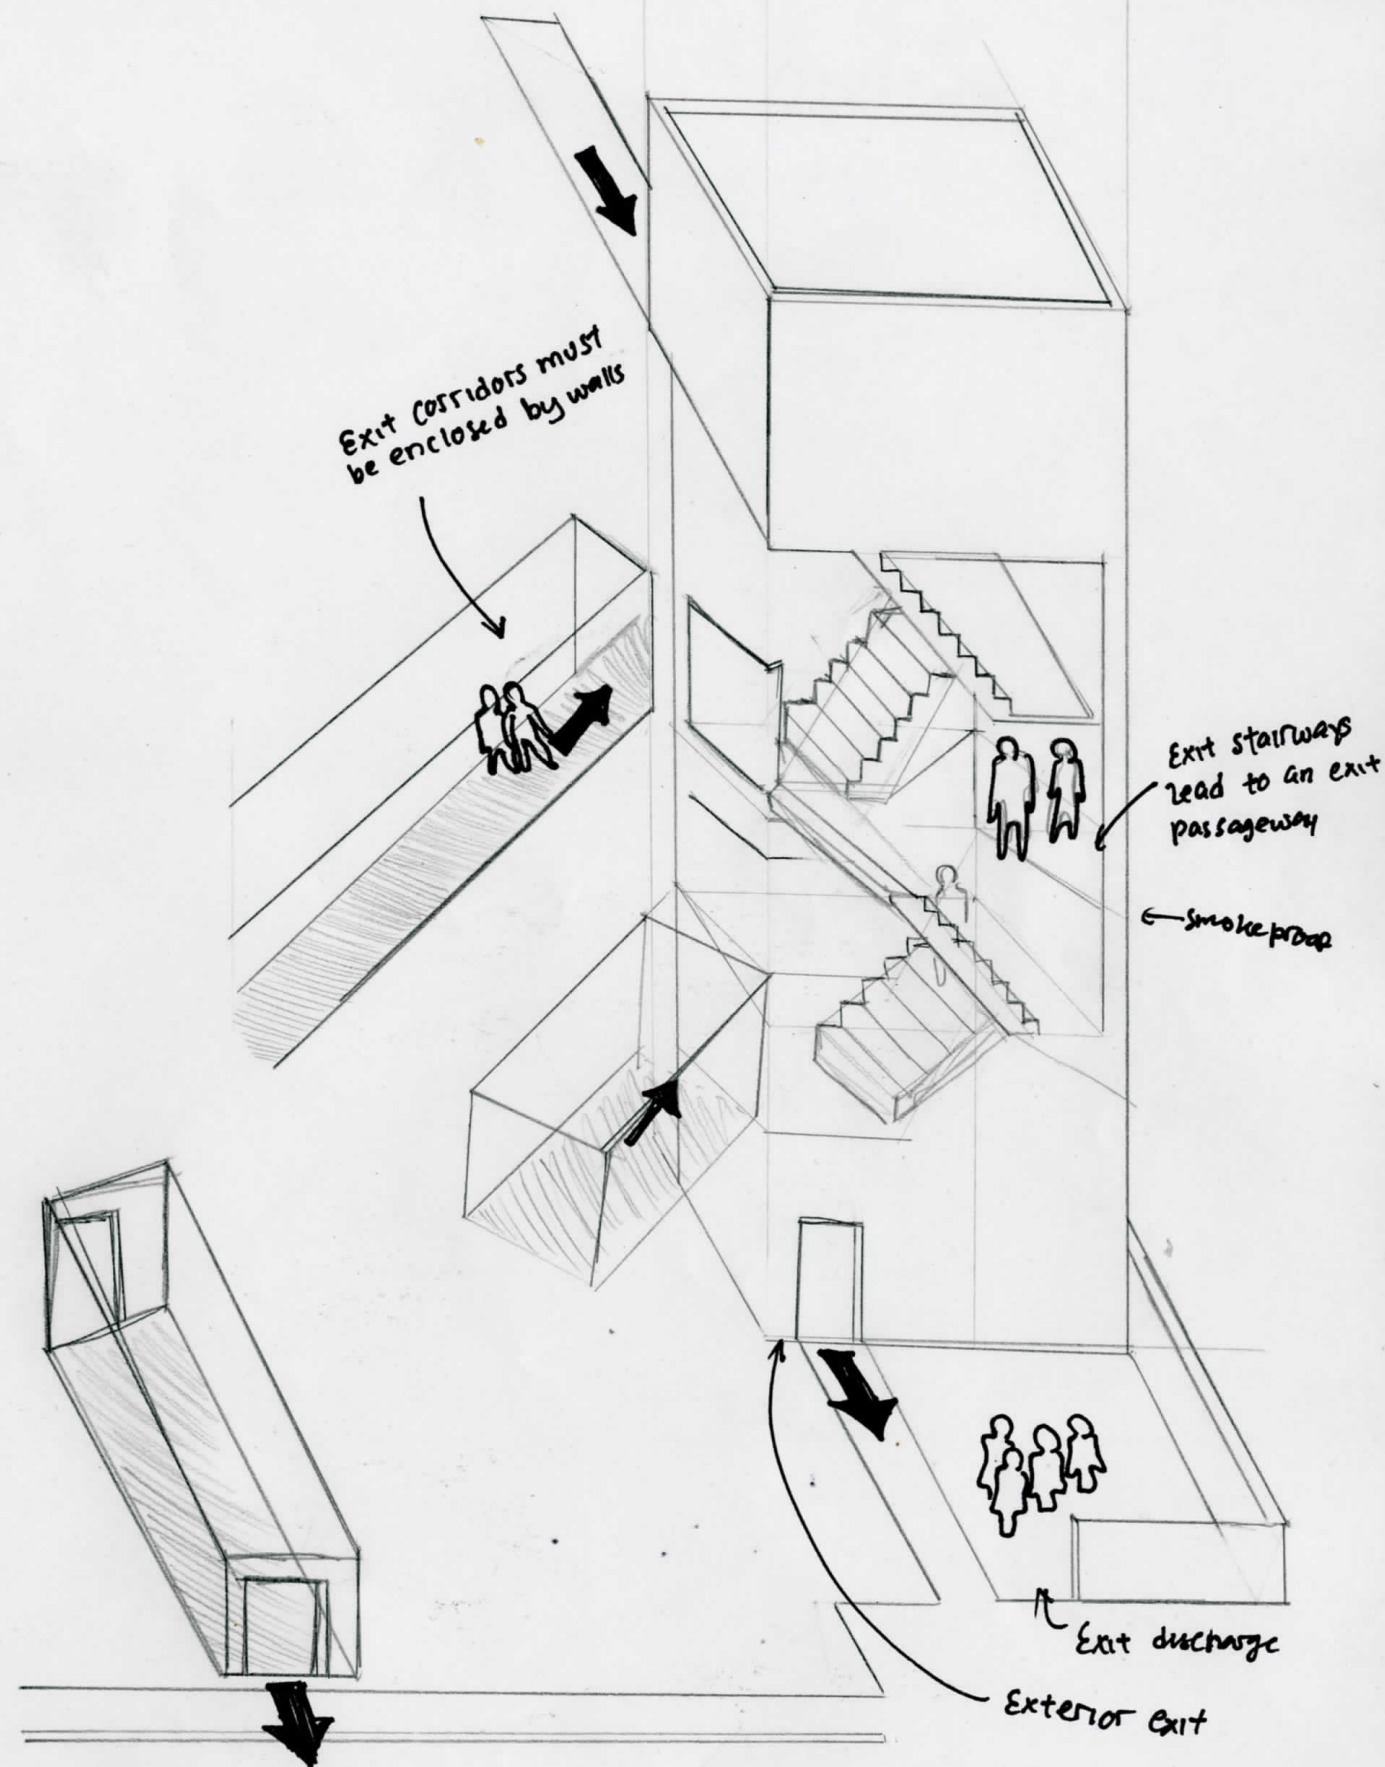 Exit corridors must
be enclosed by walls
Exit stairways
lead to an exit
passageway
smokeproof
Exit discharge
Exterior exit